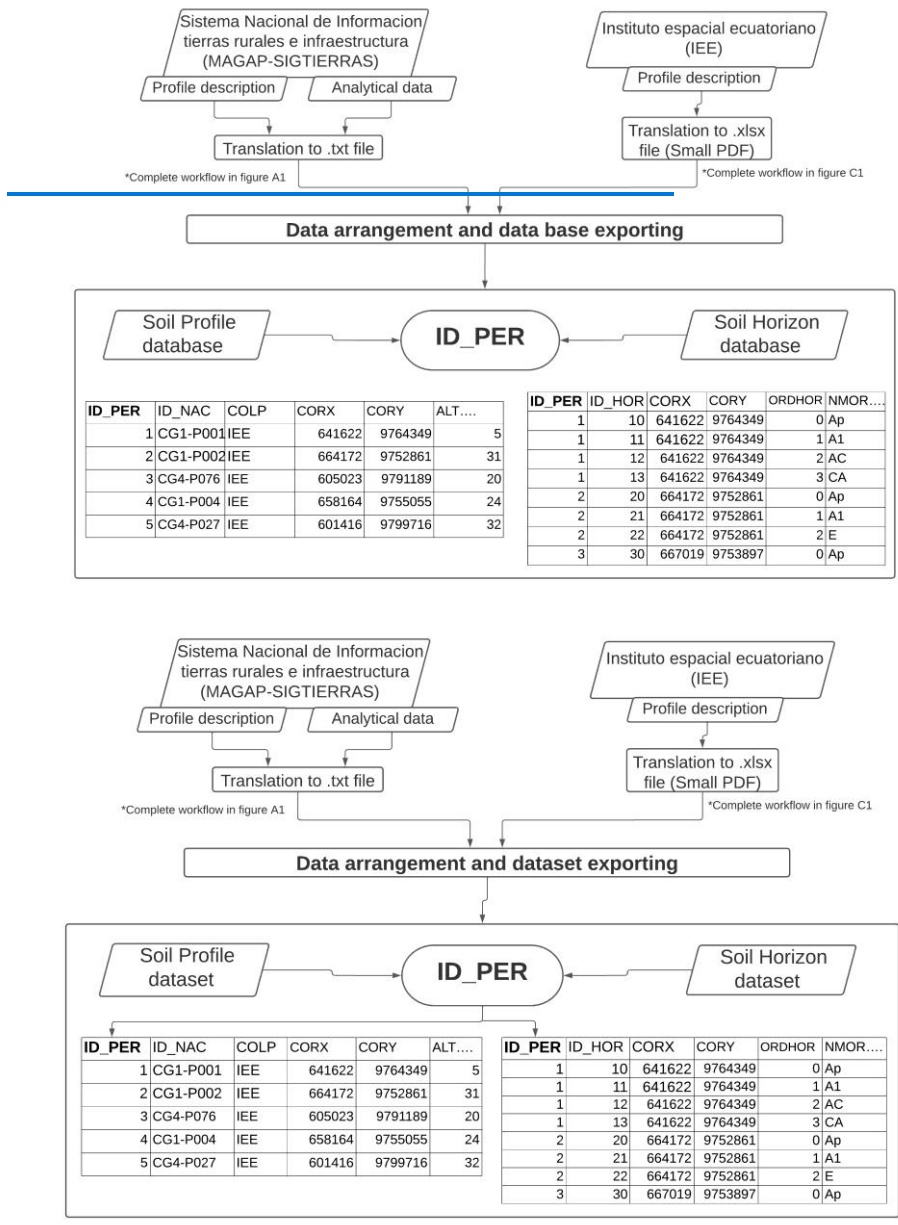 Sistema Nacional de Informacion
tierras rurales e infraestructura
(MAGAP-SIGTIERRAS)
Profile description
Analytical data
Translation to .txt file
*Complete workflow in figure A1
Instituto espacial ecuatoriano
(IEE)
Profile description
Translation to .xlsx
file (Small PDF)
*Complete workflow in figure C1
Data arrangement and data base exporting
Soil Profile
database
ID_PER
Soil Horizon
database
ID_PER ID_NAC COLP CORX CORY ALT....
1 CG1-P001 IEE 641622 9764349 5
2 CG1-P002 IEE 664172 9752861 31
3 CG4-P076 IEE 605023 9791189 20
4 CG1-P004 IEE 658164 9755055 24
5 CG4-P027 IEE 601416 9799716 32
ID_PER ID_HOR CORX CORY ORDHOR NMOR....
1 10 641622 9764349 0 Ap
1 11 641622 9764349 1 A1
1 12 641622 9764349 2 AC
1 13 641622 9764349 3 CA
2 20 664172 9752861 0 Ap
2 21 664172 9752861 1 A1
2 22 664172 9752861 2 E
3 30 667019 9753897 0 Ap
Sistema Nacional de Informacion
tierras rurales e infraestructura
(MAGAP-SIGTIERRAS)
Profile description
Analytical data
Translation to .txt file
*Complete workflow in figure A1
Instituto espacial ecuatoriano
(IEE)
Profile description
Translation to .xlsx
file (Small PDF)
*Complete workflow in figure C1
Data arrangement and dataset exporting
Soil Profile
dataset
ID_PER
Soil Horizon
dataset
ID_PER ID_NAC COLP CORX CORY ALT....
1 CG1-P001 IEE 641622 9764349 5
2 CG1-P002 IEE 664172 9752861 31
3 CG4-P076 IEE 605023 9791189 20
4 CG1-P004 IEE 658164 9755055 24
5 CG4-P027 IEE 601416 9799716 32
ID_PER ID_HOR CORX CORY ORDHOR NMOR....
1 10 641622 9764349 0 Ap
1 11 641622 9764349 1 A1
1 12 641622 9764349 2 AC
1 13 641622 9764349 3 CA
2 20 664172 9752861 0 Ap
2 21 664172 9752861 1 A1
2 22 664172 9752861 2 E
3 30 667019 9753897 0 Ap